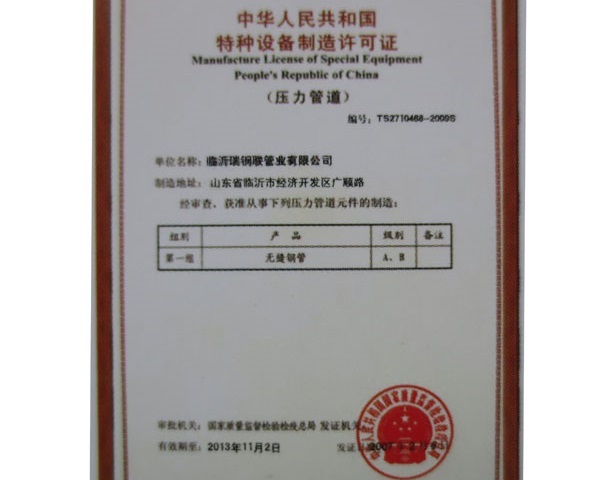 中华人民共和国
特种设备制造许可证
Manufacture License of Special Equipment
People's Republic of China
(压力管道)
编号: TS2710468-2009S
单位名称: 临沂瑞钢联管业有限公司
制造地址: 山东省临沂市经济开发区广顺路
经审查、获准从事下列压力管道元件的制造:
组别 产品 级别 备注
第一组 无缝钢管 A、B
审批机关: 国家质量监督检验检疫总局 发证机关
有效期至: 2013年11月2日 发证日